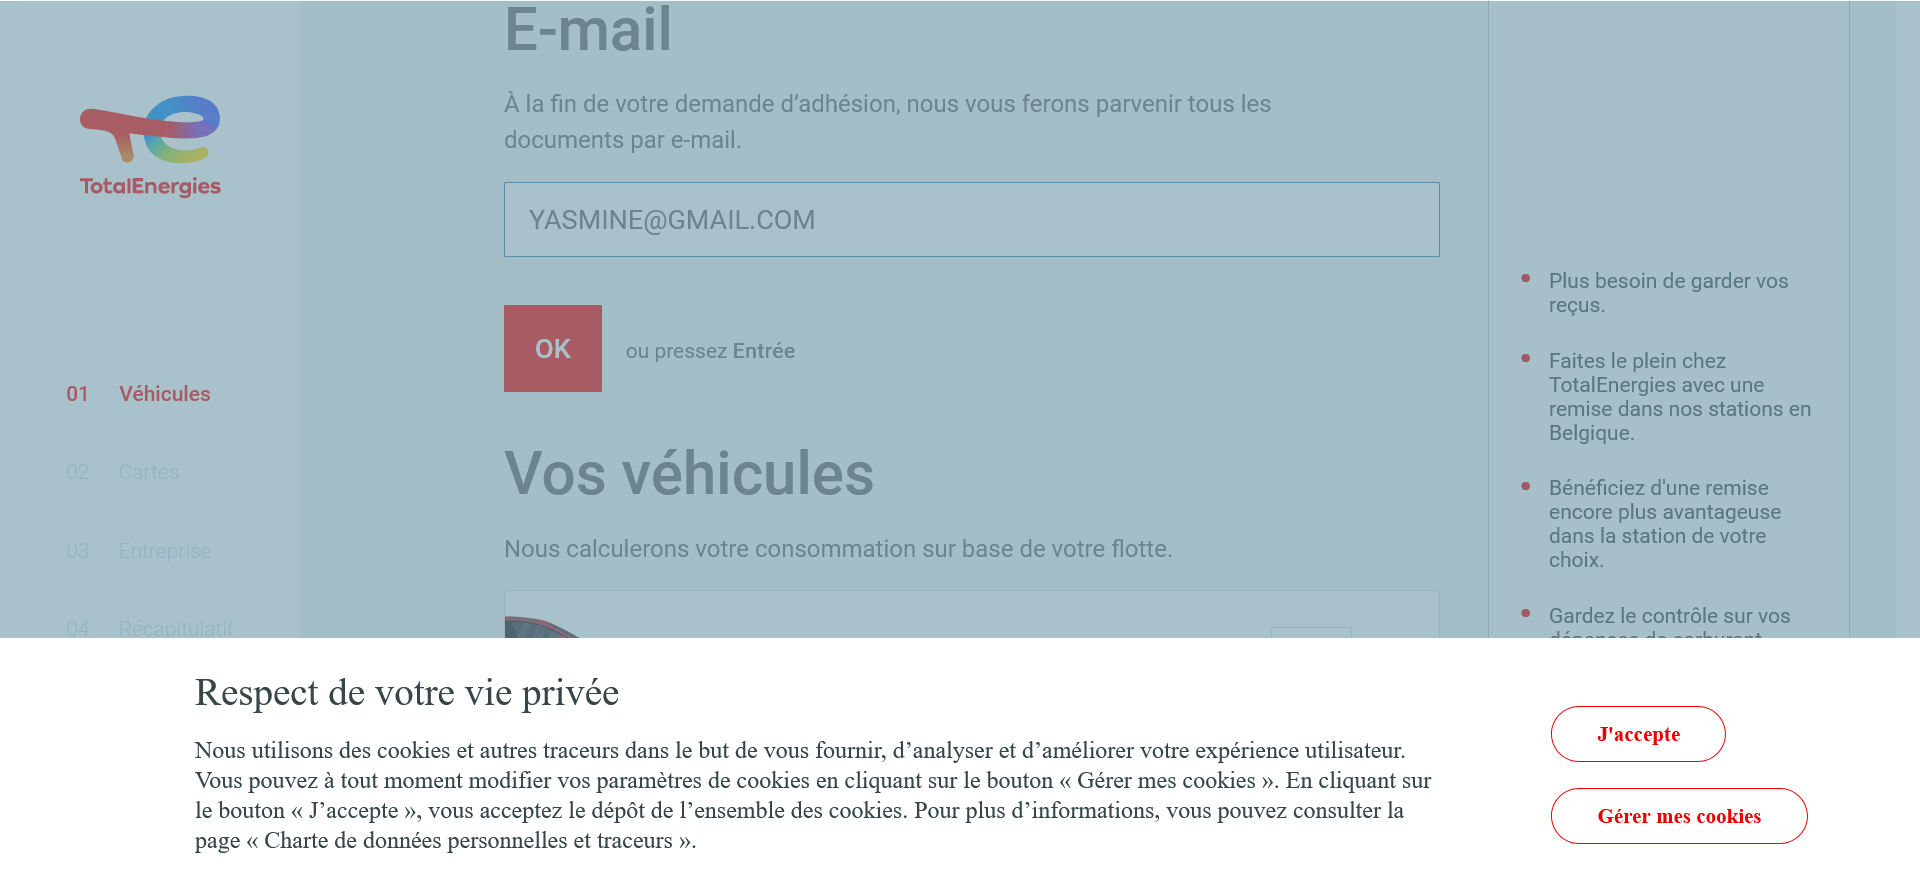 E-mail
À la fin de votre demande d’adhésion, nous vous ferons parvenir tous les
documents par e-mail.
YASMINE@GMAIL.COM
OK
ou pressez Entrée
Vos véhicules
Nous calculerons votre consommation sur base de votre flotte.
TotalEnergies
01 Véhicules
02 Cartes
03 Entreprise
04 Récapitulatif
Plus besoin de garder vos
reçus.
Faites le plein chez
TotalEnergies avec une
remise dans nos stations en
Belgique.
Bénéficiez d'une remise
encore plus avantageuse
dans la station de votre
choix.
Gardez le contrôle sur vos
dépenses de carburant
Respect de votre vie privée
Nous utilisons des cookies et autres traceurs dans le but de vous fournir, d’analyser et d’améliorer votre expérience utilisateur.
Vous pouvez à tout moment modifier vos paramètres de cookies en cliquant sur le bouton « Gérer mes cookies ». En cliquant sur
le bouton « J’accepte », vous acceptez le dépôt de l’ensemble des cookies. Pour plus d’informations, vous pouvez consulter la
page « Charte de données personnelles et traceurs ».
J'accepte
Gérer mes cookies